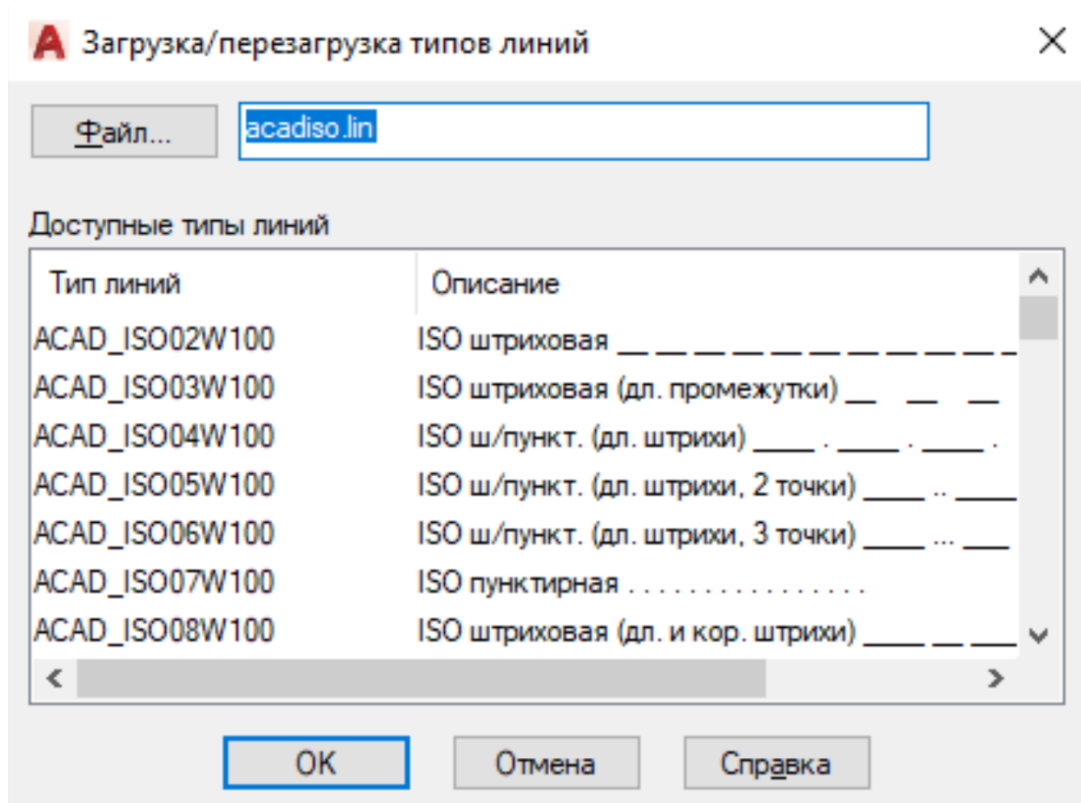 Загрузка/перезагрузка типов линий
Файл... acadiso.lin
Доступные типы линий
Тип линий Описание
ACAD_ISO02W100 ISO штриховая __ __ __ __ __ __ __ __ __ __ _
ACAD_ISO03W100 ISO штриховая (дл. промежутки) __ __ __
ACAD_ISO04W100 ISO ш/пункт. (дл. штрихи) ____ . ____ . ____ .
ACAD_ISO05W100 ISO ш/пункт. (дл. штрихи, 2 точки) ____ .. ____
ACAD_ISO06W100 ISO ш/пункт. (дл. штрихи, 3 точки) ____ ... ___
ACAD_ISO07W100 ISO пунктирная . . . . . . . . . . . . . . . .
ACAD_ISO08W100 ISO штриховая (дл. и кор. штрихи) ____ __ ___
OK Отмена Справка